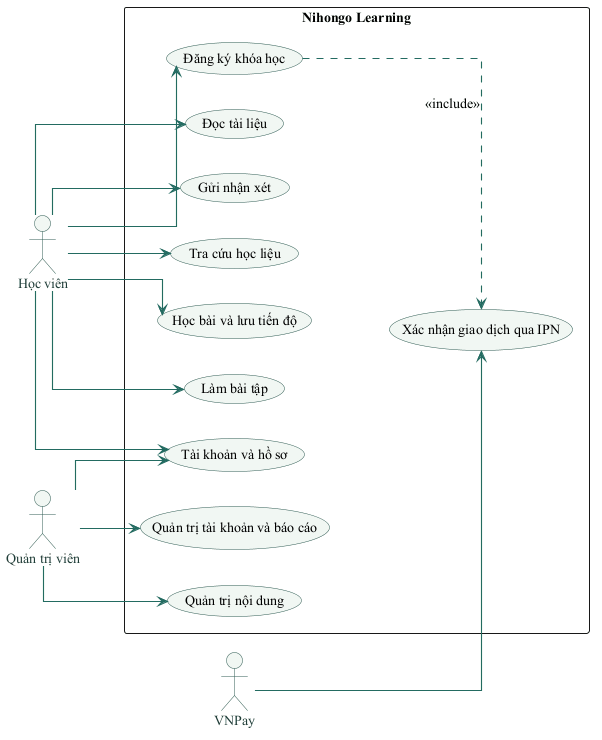 Nihongo Learning
Đăng ký khóa học
«include»
Đọc tài liệu
Gửi nhận xét
Tra cứu học liệu
Học viên
Học bài và lưu tiến độ
Xác nhận giao dịch qua IPN
Làm bài tập
Tài khoản và hồ sơ
Quản trị tài khoản và báo cáo
Quản trị viên
Quản trị nội dung
VNPay